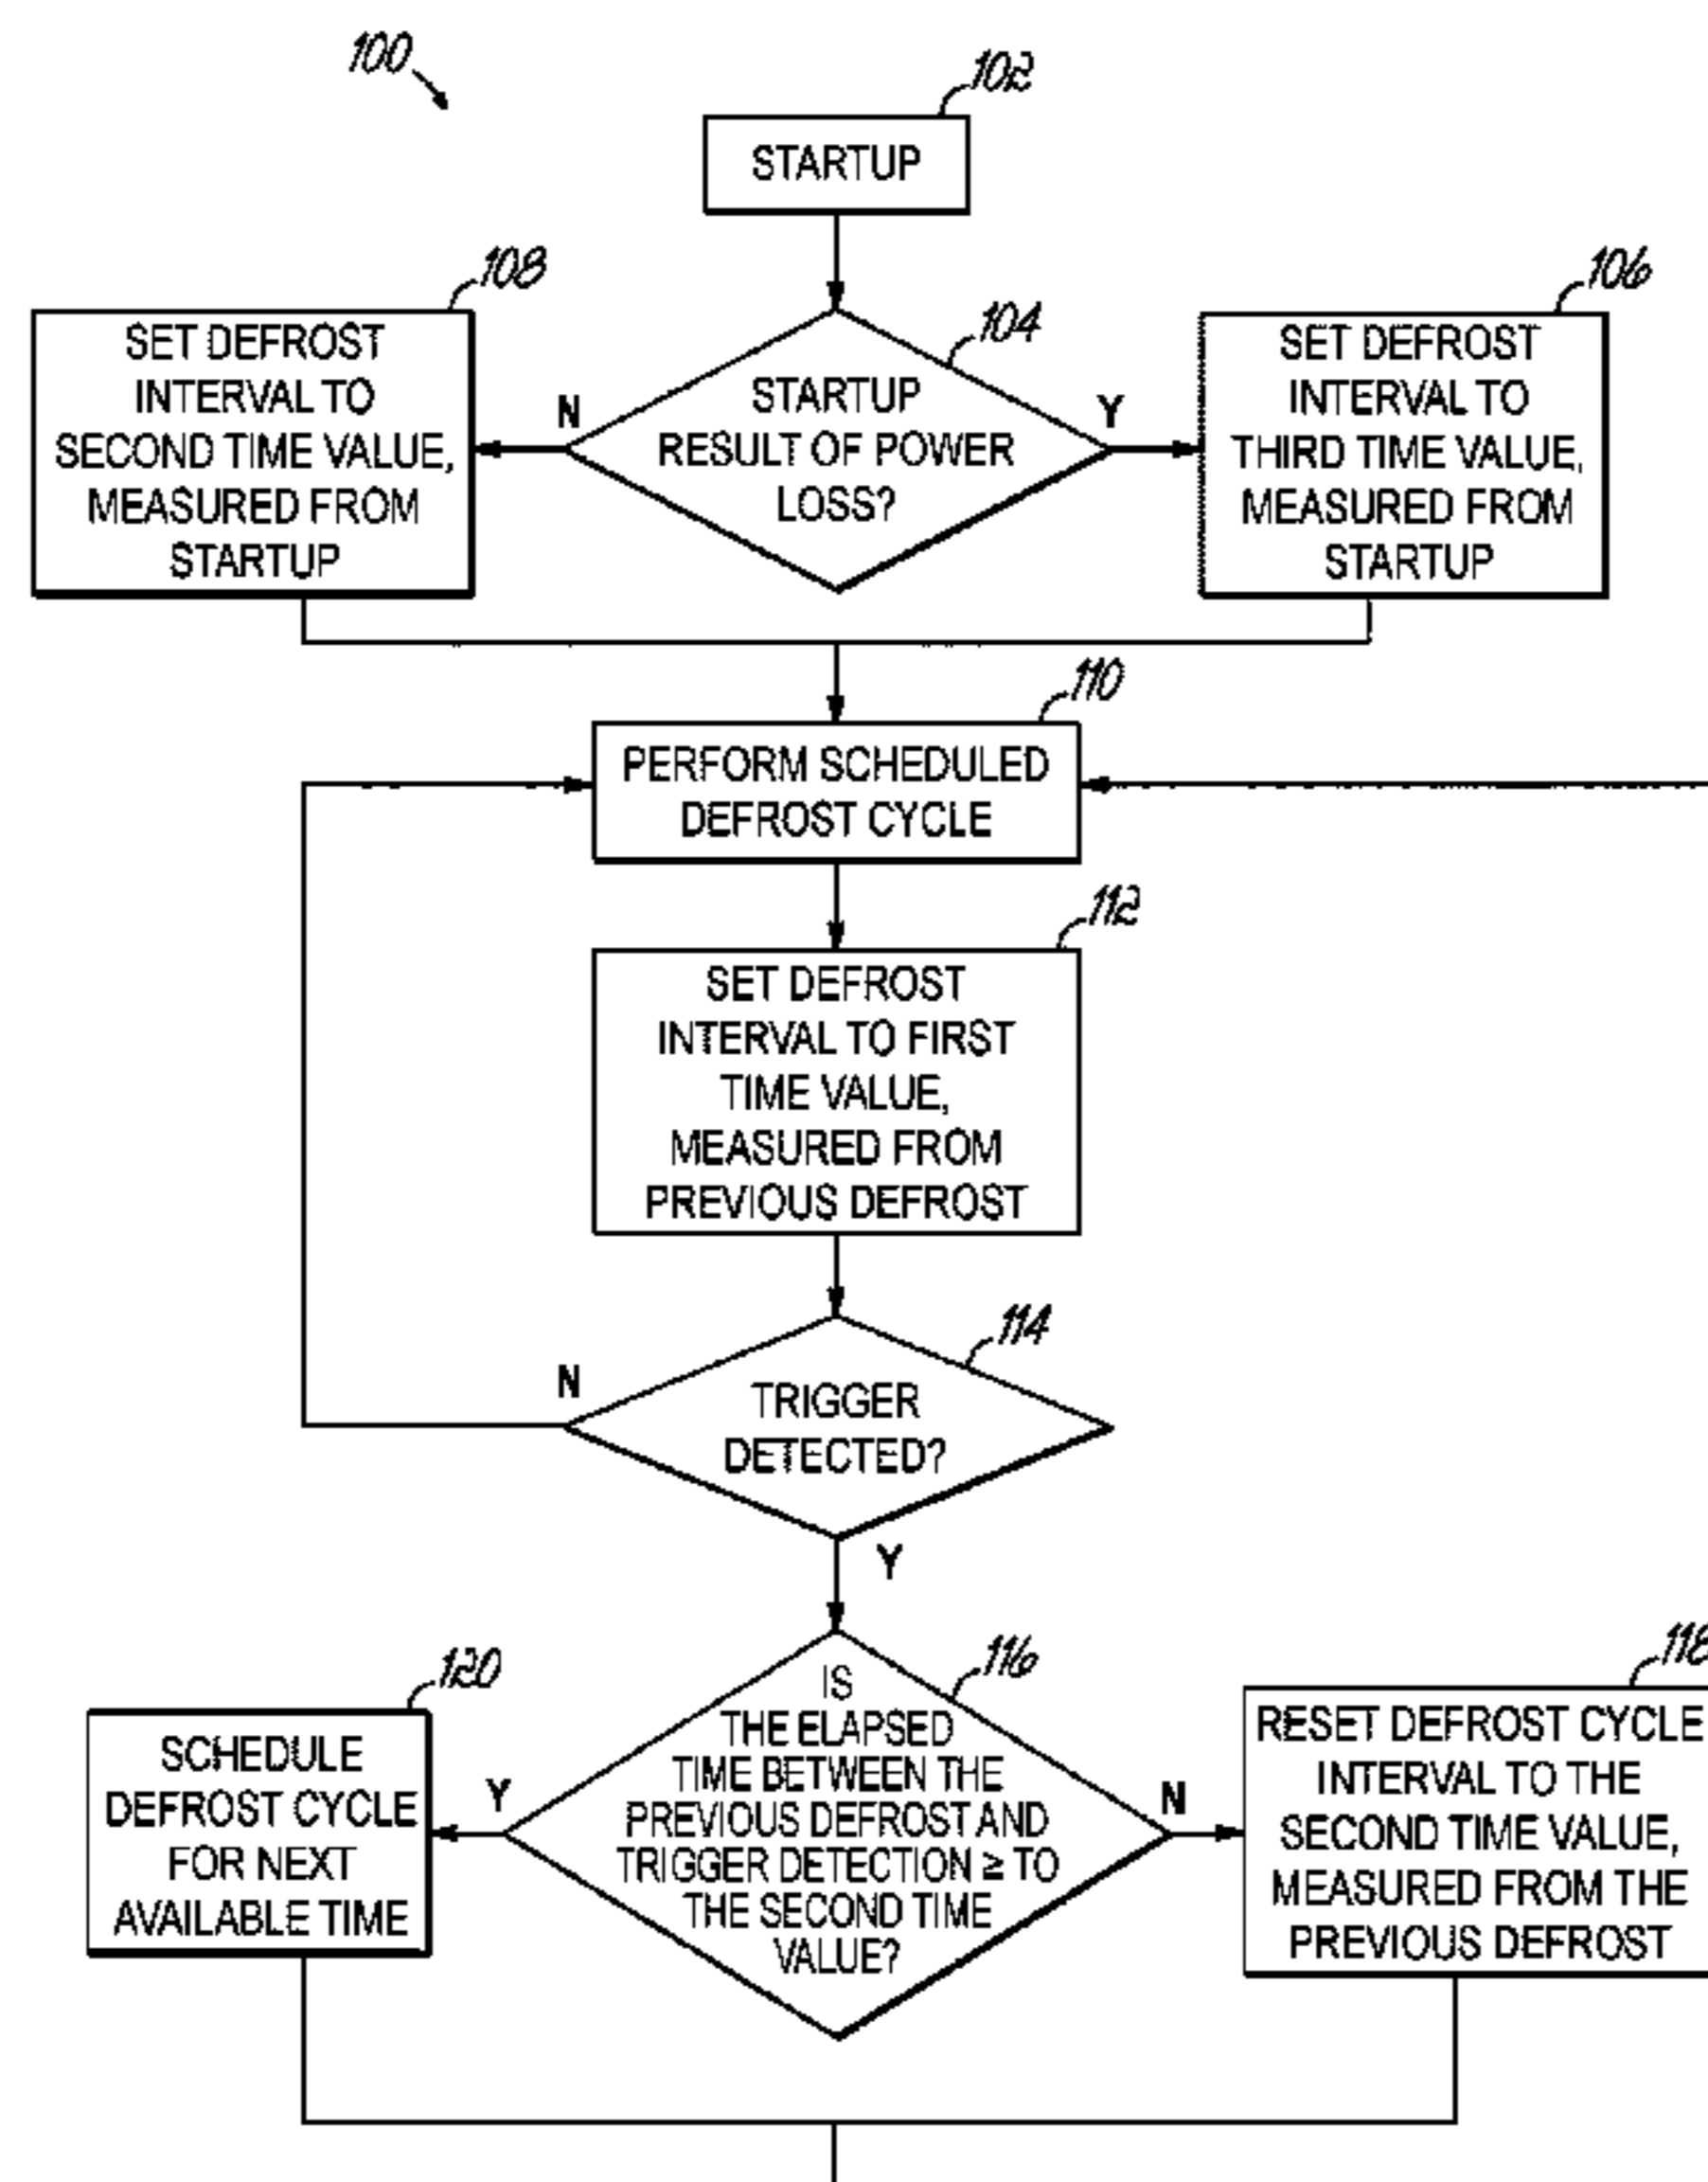 100
102
STARTUP
108
SET DEFROST
INTERVAL TO
SECOND TIME VALUE,
MEASURED FROM
STARTUP
104
N
STARTUP
RESULT OF POWER
LOSS?
Y
106
SET DEFROST
INTERVAL TO
THIRD TIME VALUE,
MEASURED FROM
STARTUP
110
PERFORM SCHEDULED
DEFROST CYCLE
112
SET DEFROST
INTERVAL TO FIRST
TIME VALUE,
MEASURED FROM
PREVIOUS DEFROST
114
N
TRIGGER
DETECTED?
Y
120
SCHEDULE
DEFROST CYCLE
FOR NEXT
AVAILABLE TIME
Y
116
IS
THE ELAPSED
TIME BETWEEN THE
PREVIOUS DEFROST AND
TRIGGER DETECTION ≥ TO
THE SECOND TIME
VALUE?
N
118
RESET DEFROST CYCLE
INTERVAL TO THE
SECOND TIME VALUE,
MEASURED FROM THE
PREVIOUS DEFROST